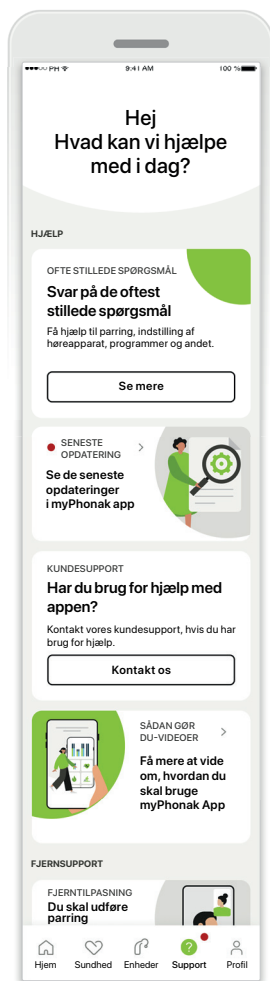 PH
9:41 AM
100 %
Hej
Hvad kan vi hjælpe
med i dag?
HJÆLP
OFTE STILLEDE SPØRGSMÅL
Svar på de oftest
stillede spørgsmål
Få hjælp til parring, indstilling af
høreapparat, programmer og andet.
Se mere
SENESTE
OPDATERING
Se de seneste
opdateringer
i myPhonak app
KUNDESUPPORT
Har du brug for hjælp med
appen?
Kontakt vores kundesupport, hvis du har
brug for hjælp.
Kontakt os
SÅDAN GØR
DU-VIDEOER
Få mere at vide
om, hvordan du
skal bruge
myPhonak App
FJERNSUPPORT
FJERNTILPASNING
Du skal udføre
parring
Hjem Sundhed Enheder Support Profil